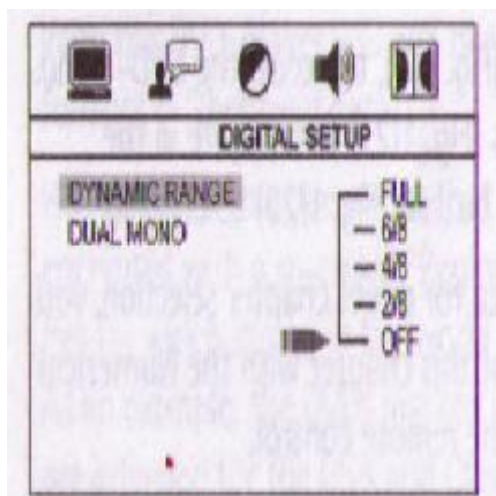 DIGITAL SETUP
DYNAMIC RANGE
DUAL MONO
FULL
6/8
4/8
2/8
OFF